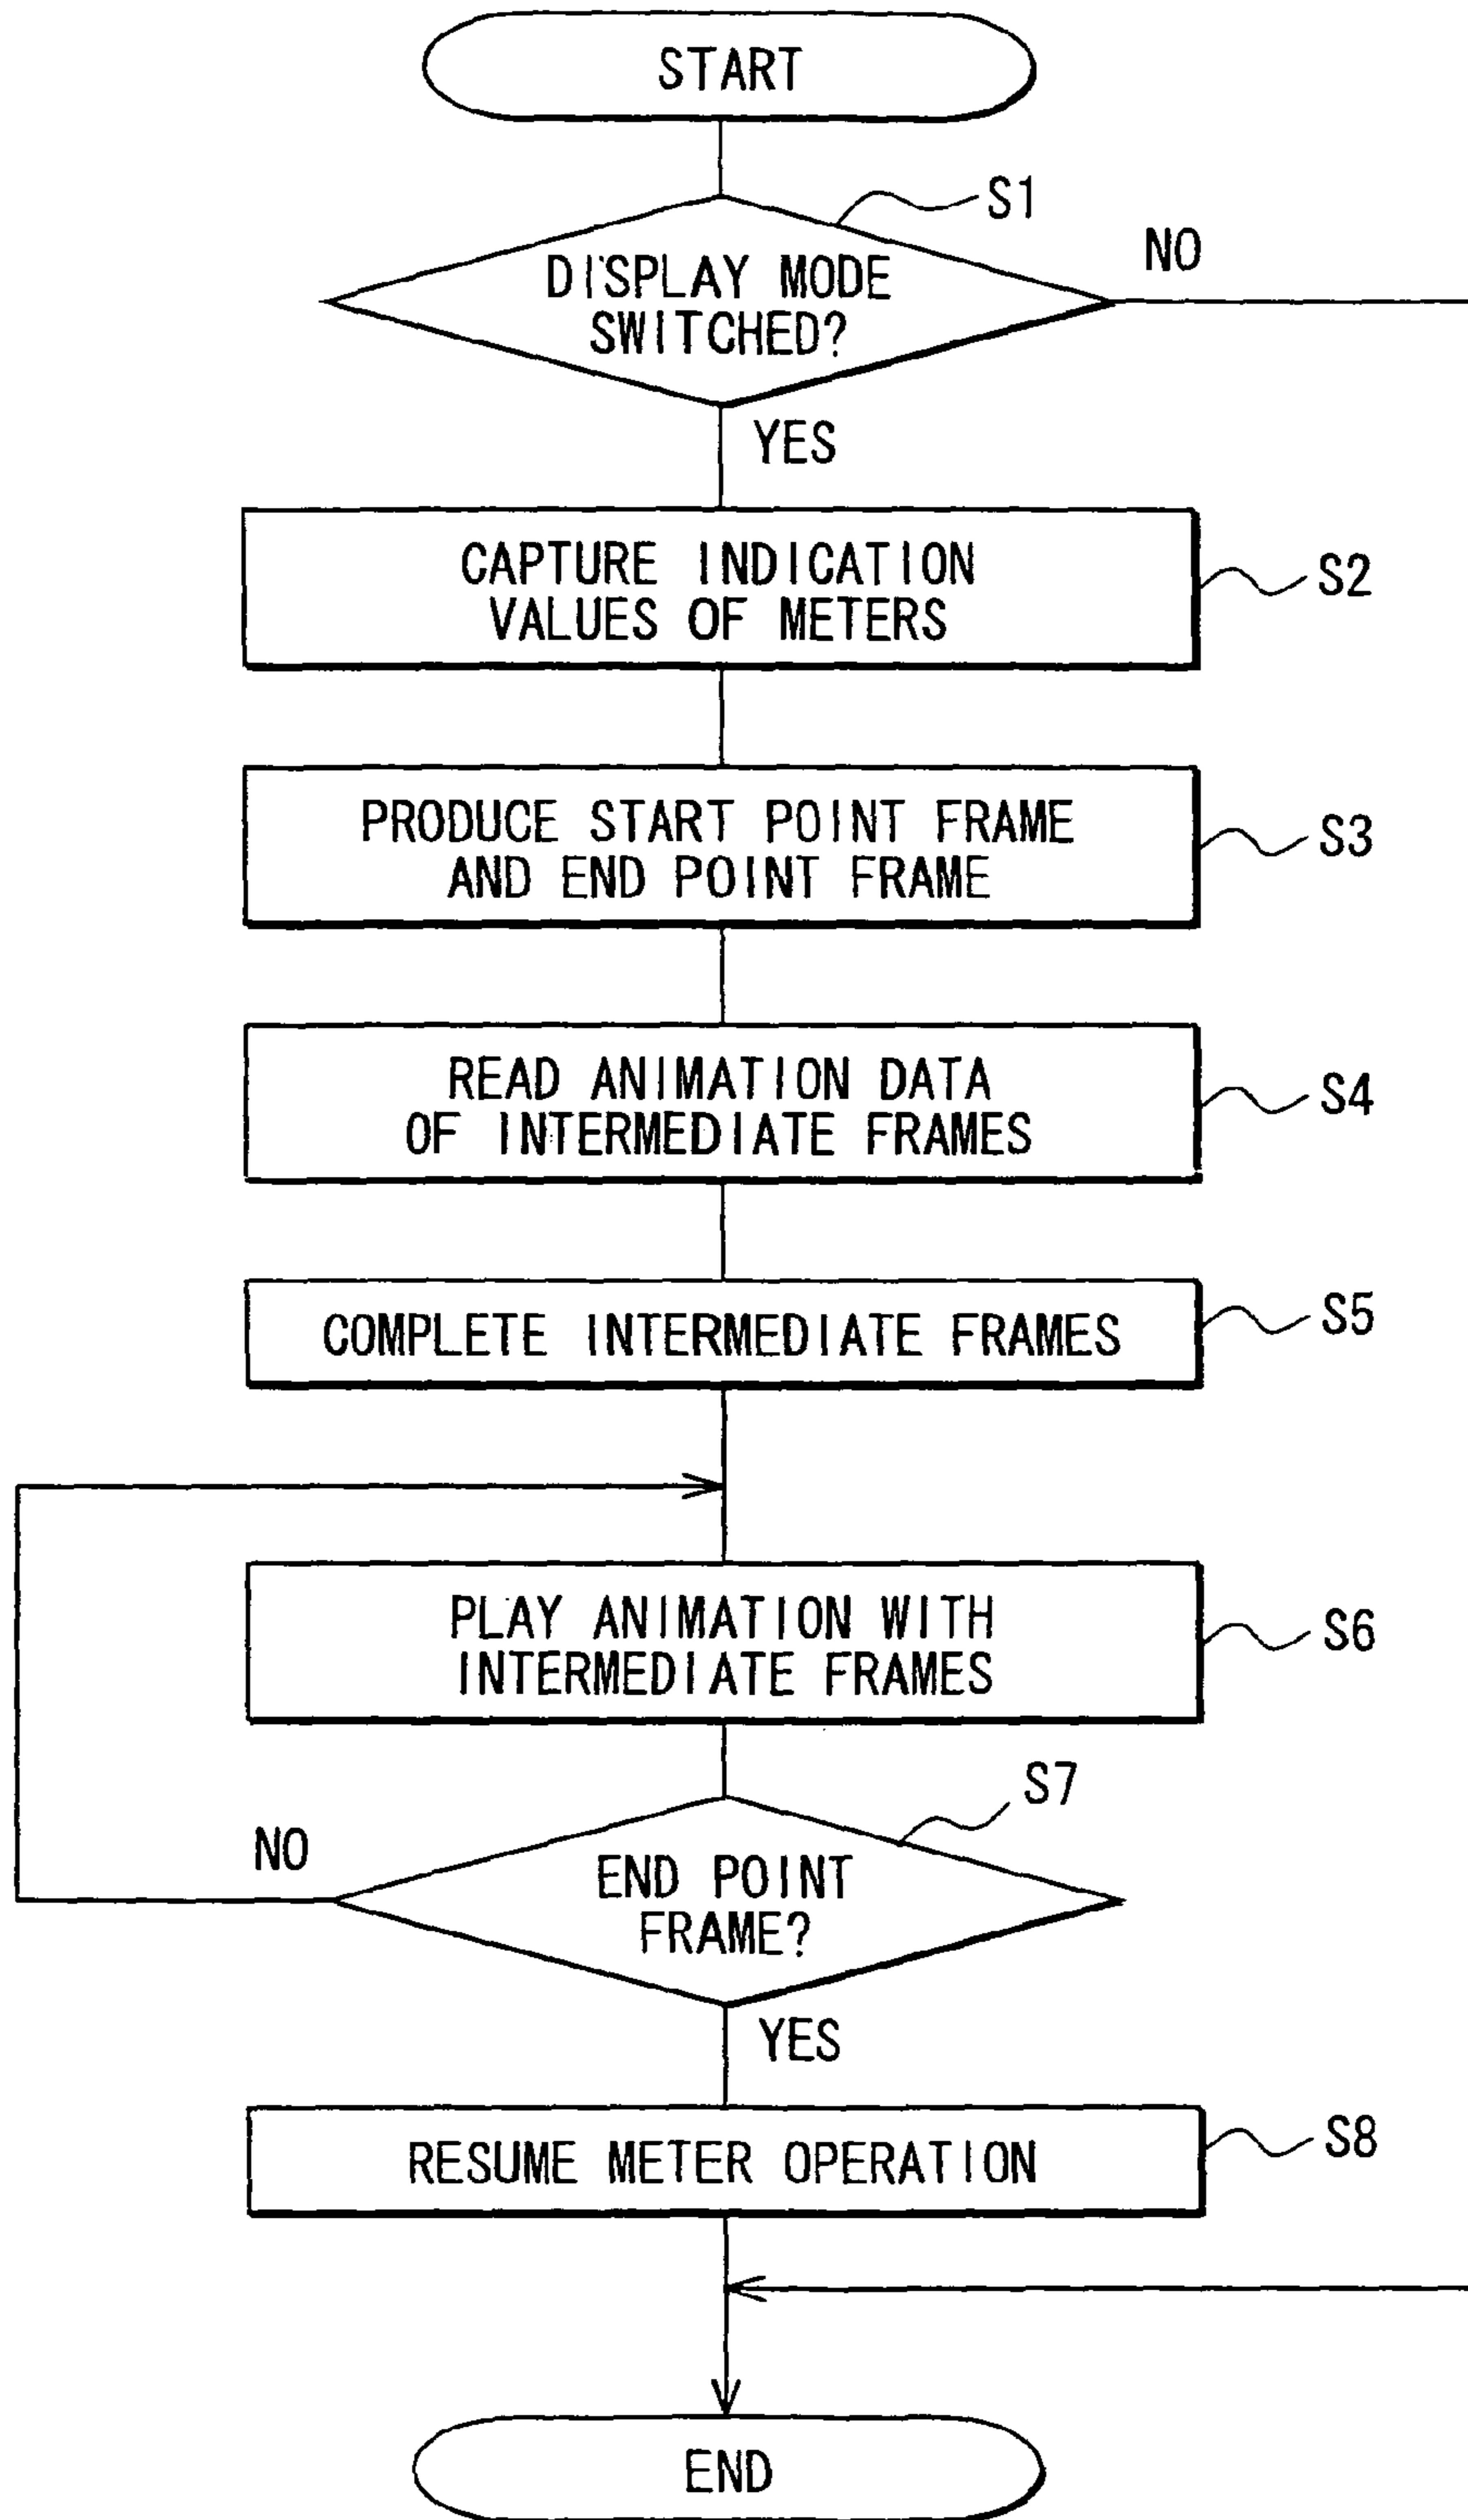 START
S1
NO
DISPLAY MODE
SWITCHED?
YES
CAPTURE INDICATION
VALUES OF METERS
S2
PRODUCE START POINT FRAME
AND END POINT FRAME
S3
READ ANIMATION DATA
OF INTERMEDIATE FRAMES
S4
COMPLETE INTERMEDIATE FRAMES
S5
PLAY ANIMATION WITH
INTERMEDIATE FRAMES
S6
S7
NO
END POINT
FRAME?
YES
RESUME METER OPERATION
S8
END